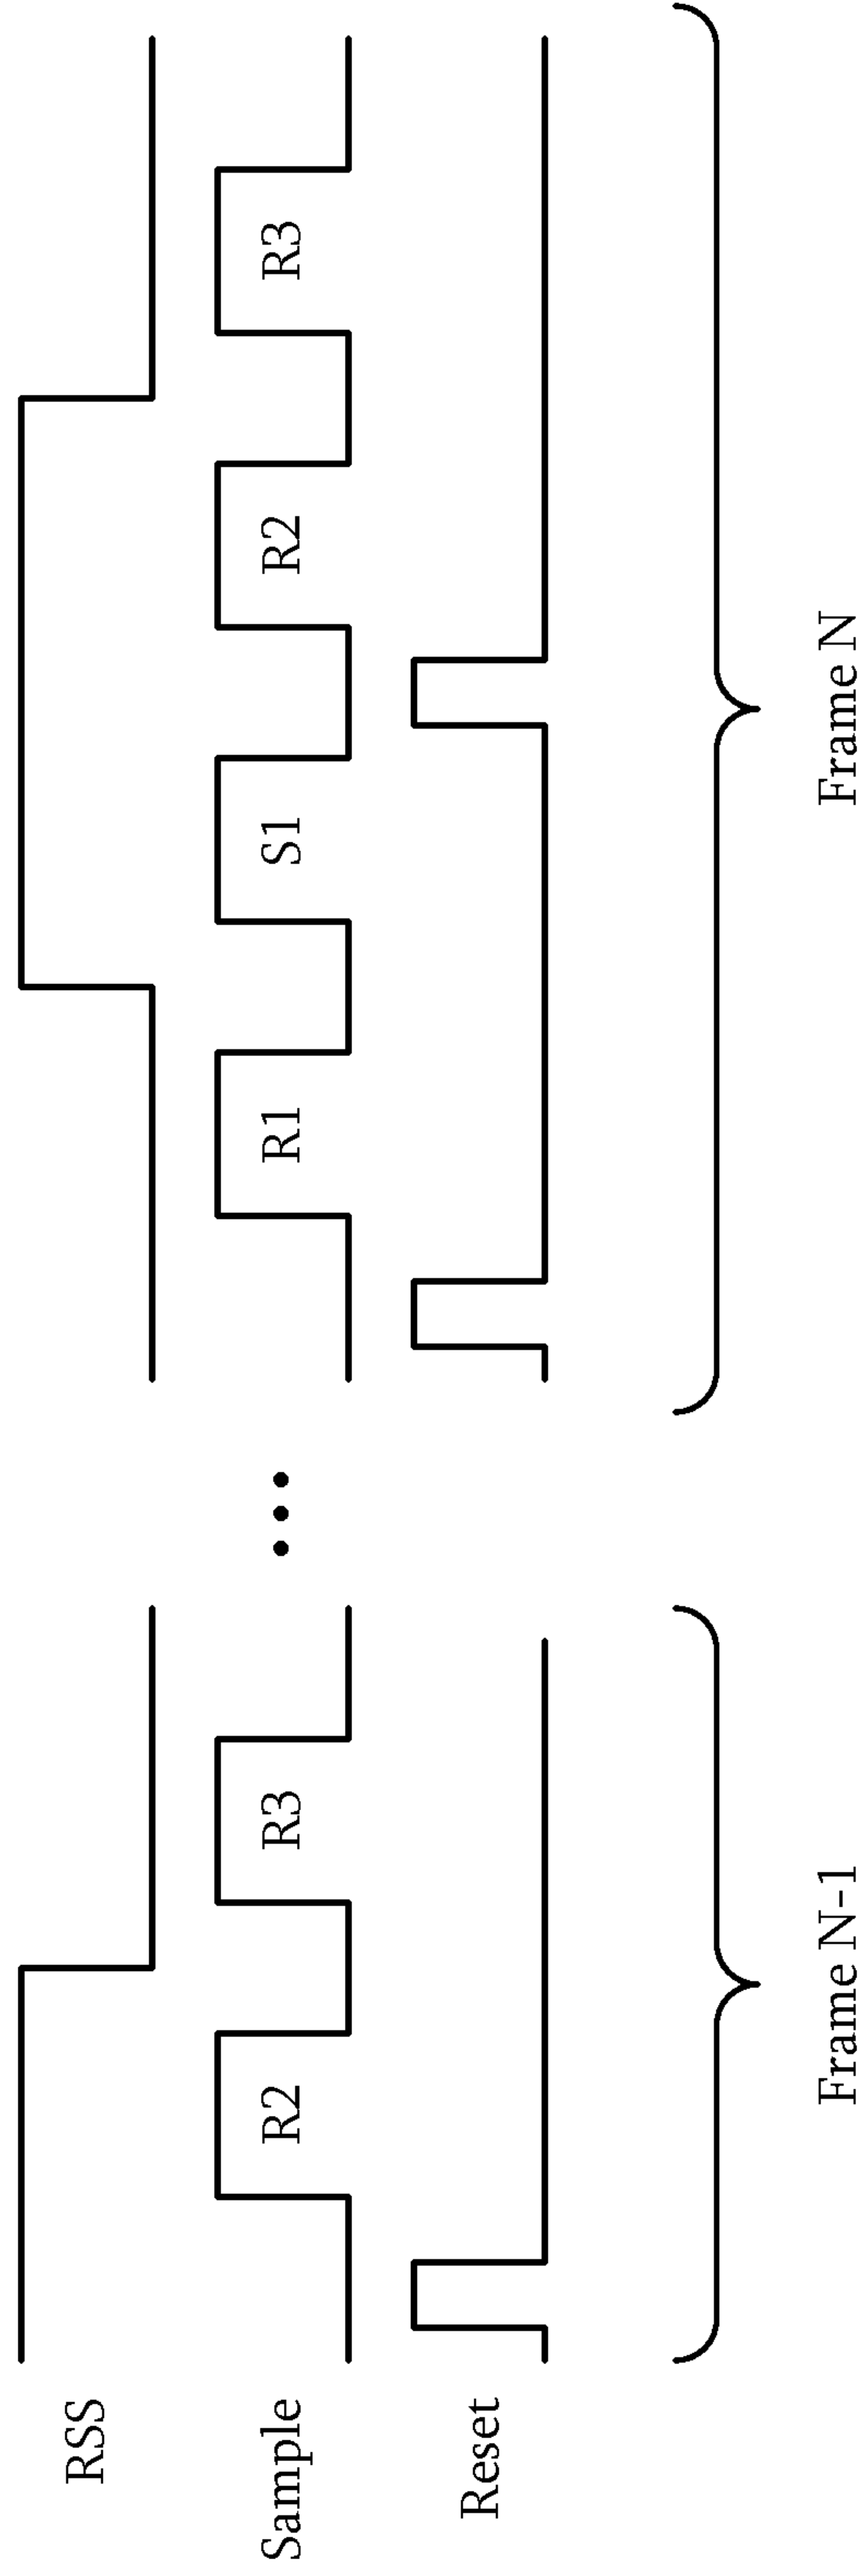 RSS
Sample
R2
R3
R1
S1
R2
R3
Reset
Frame N-1
Frame N